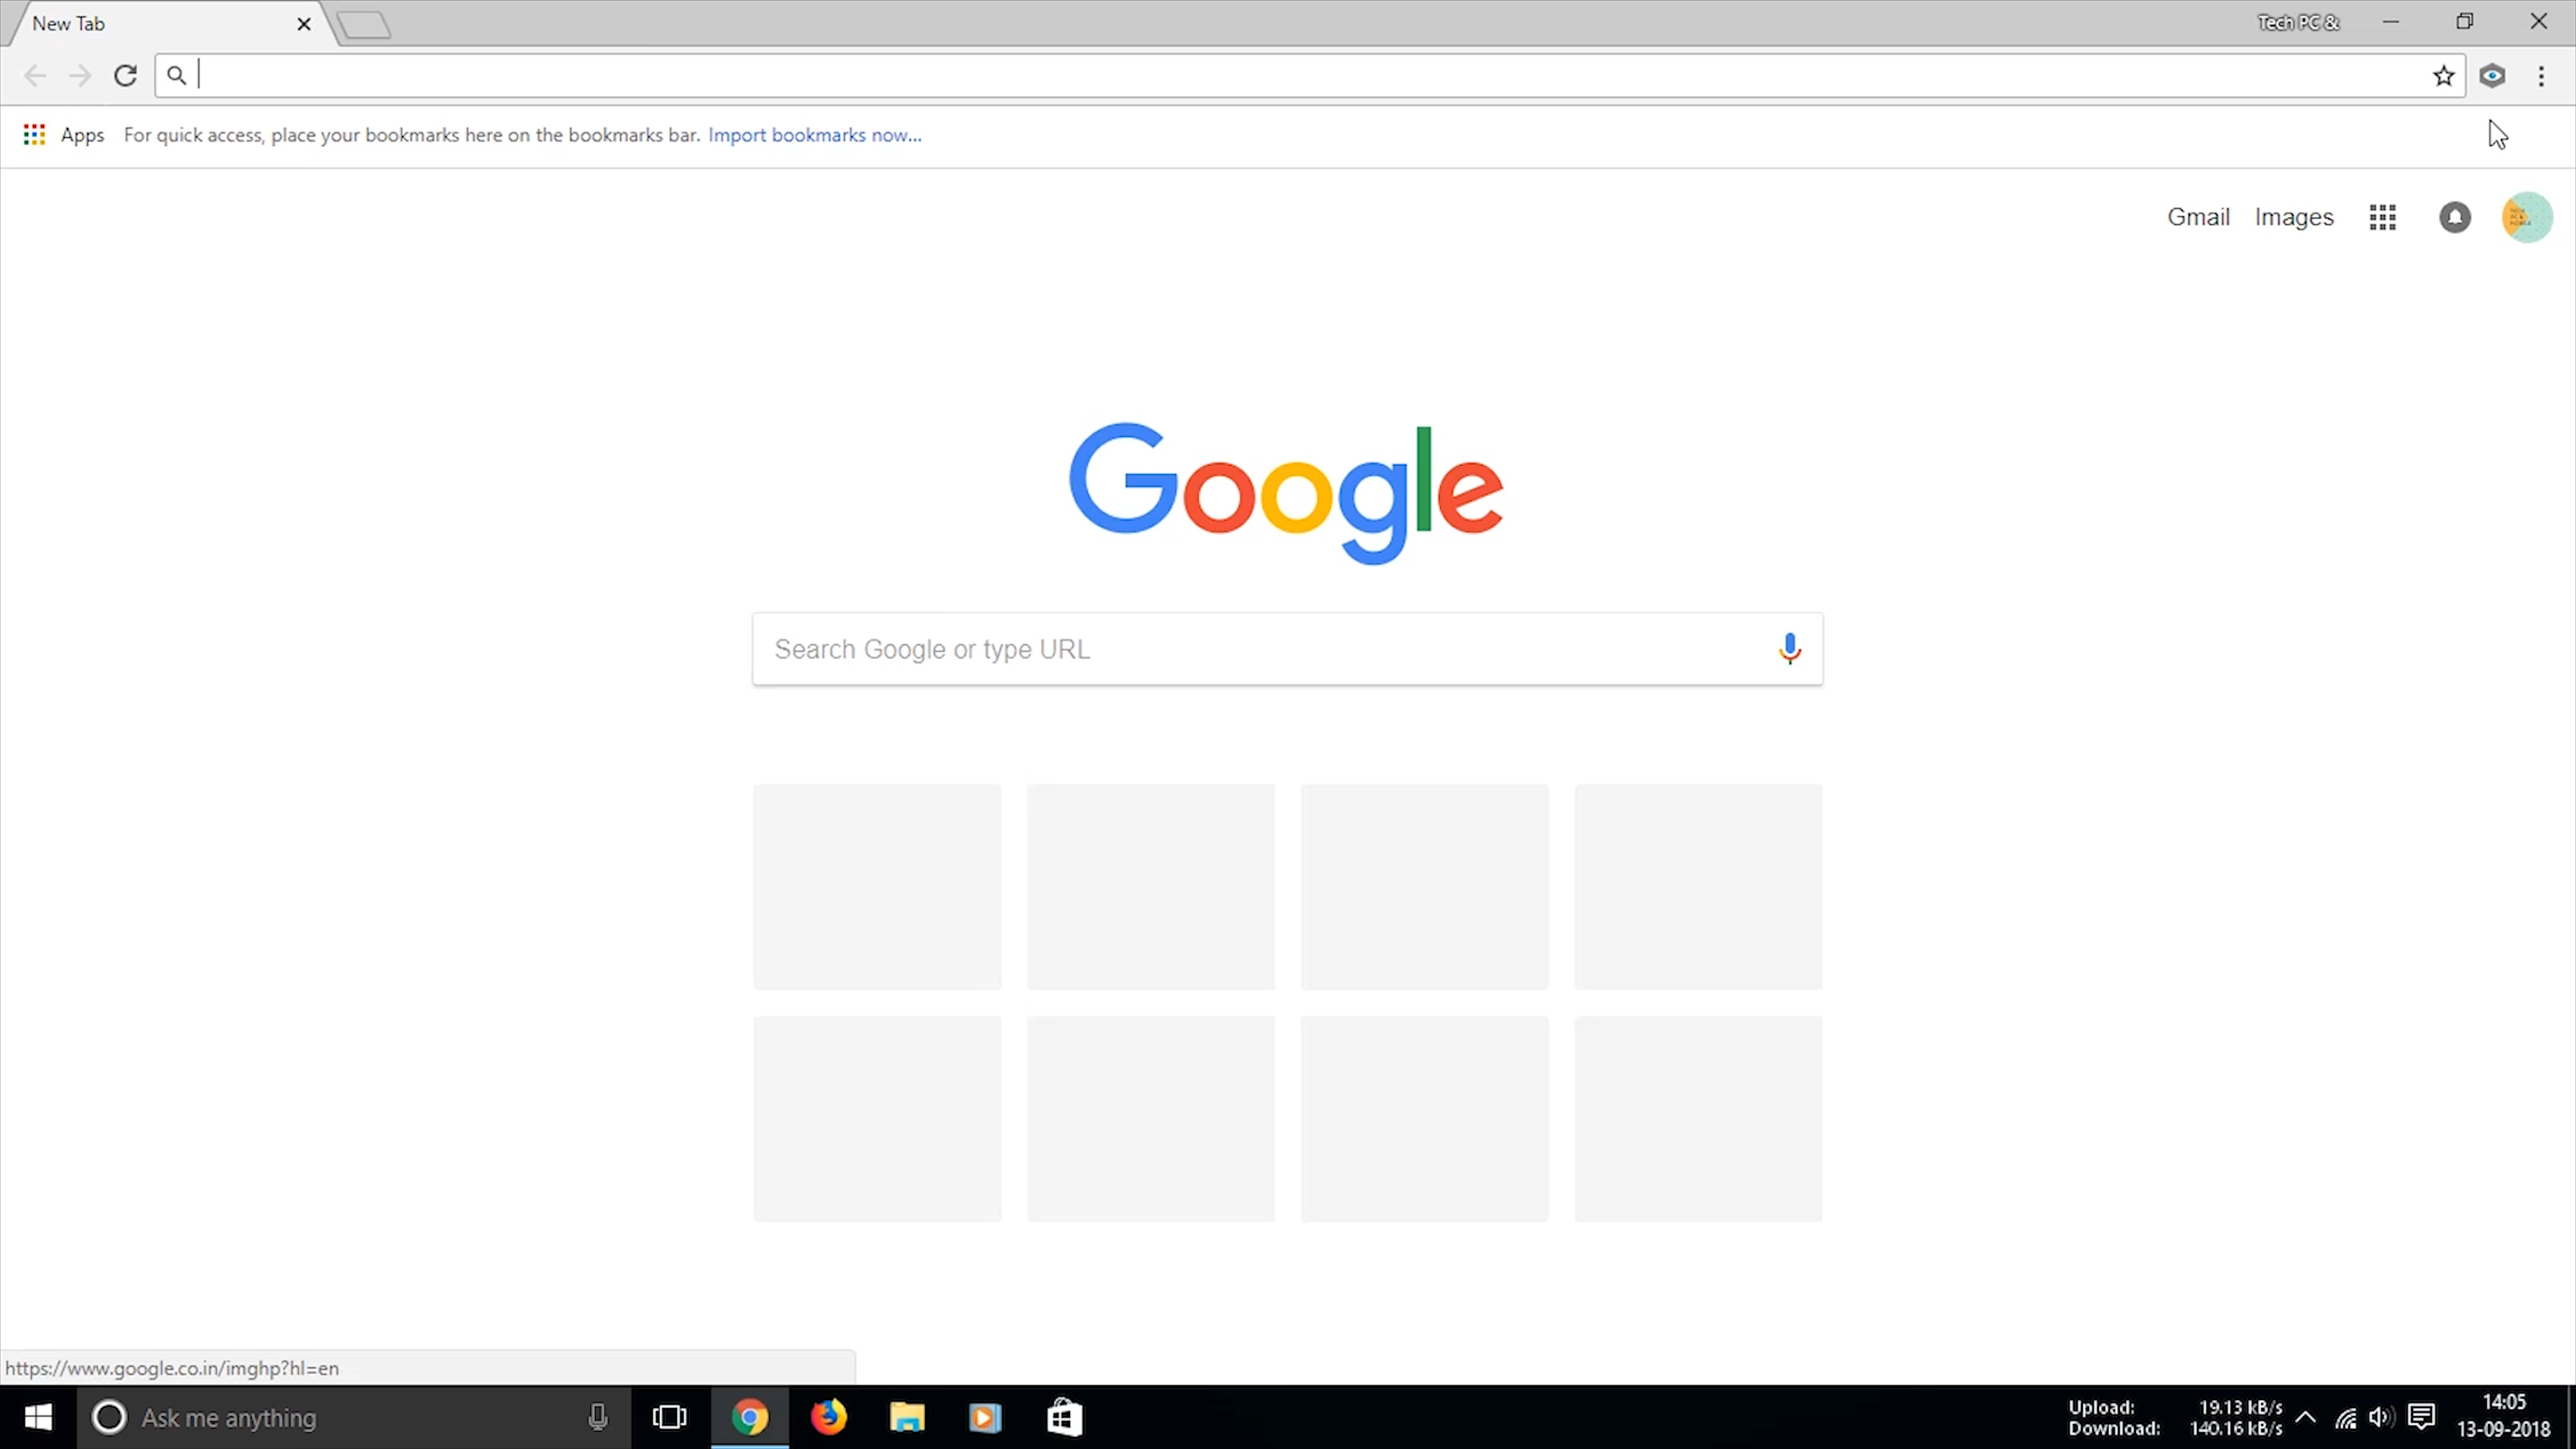 New Tab
Tech PC &
Apps For quick access, place your bookmarks here on the bookmarks bar. Import bookmarks now...
Gmail Images
Google
Search Google or type URL
https://www.google.co.in/imghp?hl=en
Ask me anything
Upload: 19.13 kB/s
Download: 140.16 kB/s
14:05
13-09-2018